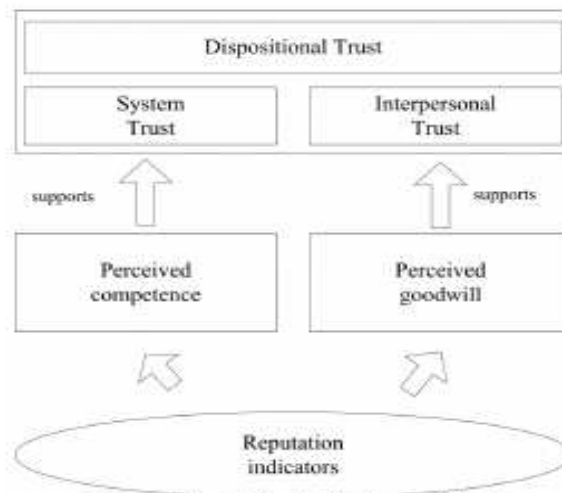 Dispositional Trust
System
Trust
Interpersonal
Trust
supports
supports
Perceived
competence
Perceived
goodwill
Reputation
indicators